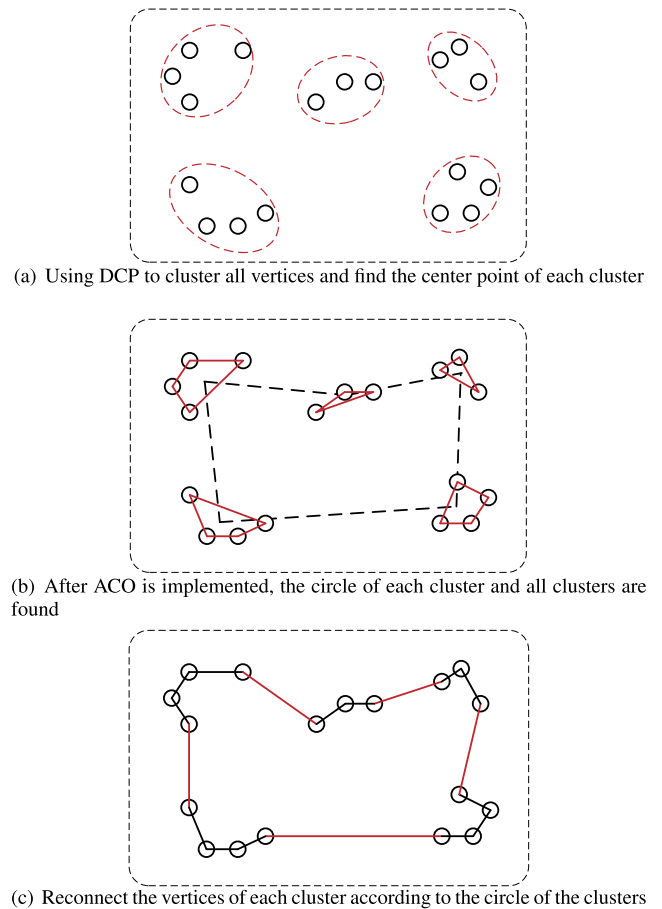 (a) Using DCP to cluster all vertices and find the center point of each cluster
(b) After ACO is implemented, the circle of each cluster and all clusters are
found
(c) Reconnect the vertices of each cluster according to the circle of the clusters